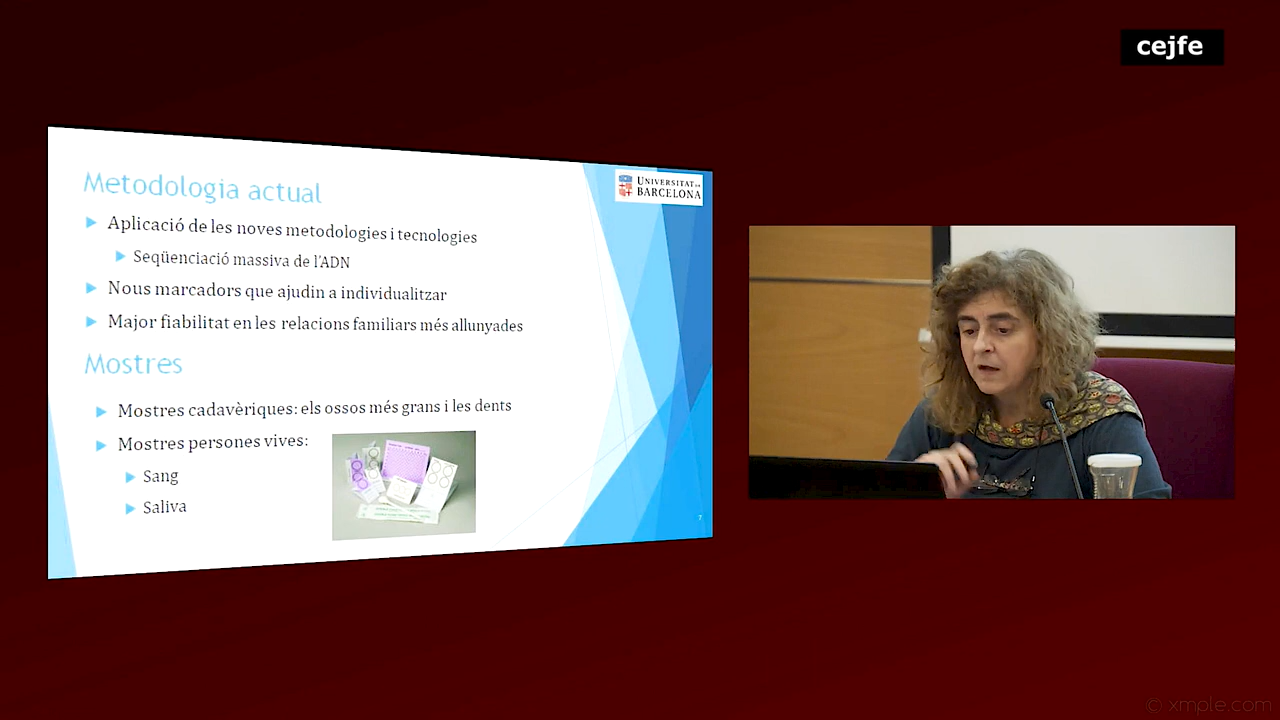 cejfe
Metodologia actual
UNIVERSITAT DE
BARCELONA
Aplicació de les noves metodologies i tecnologies
Seqüenciació massiva de l'ADN
Nous marcadors que ajudin a individualitzar
Major fiabilitat en les relacions familiars més allunyades
Mostres
Mostres cadavèriques: els ossos més grans i les dents
Mostres persones vives:
Sang
Saliva
7
© xmple.com